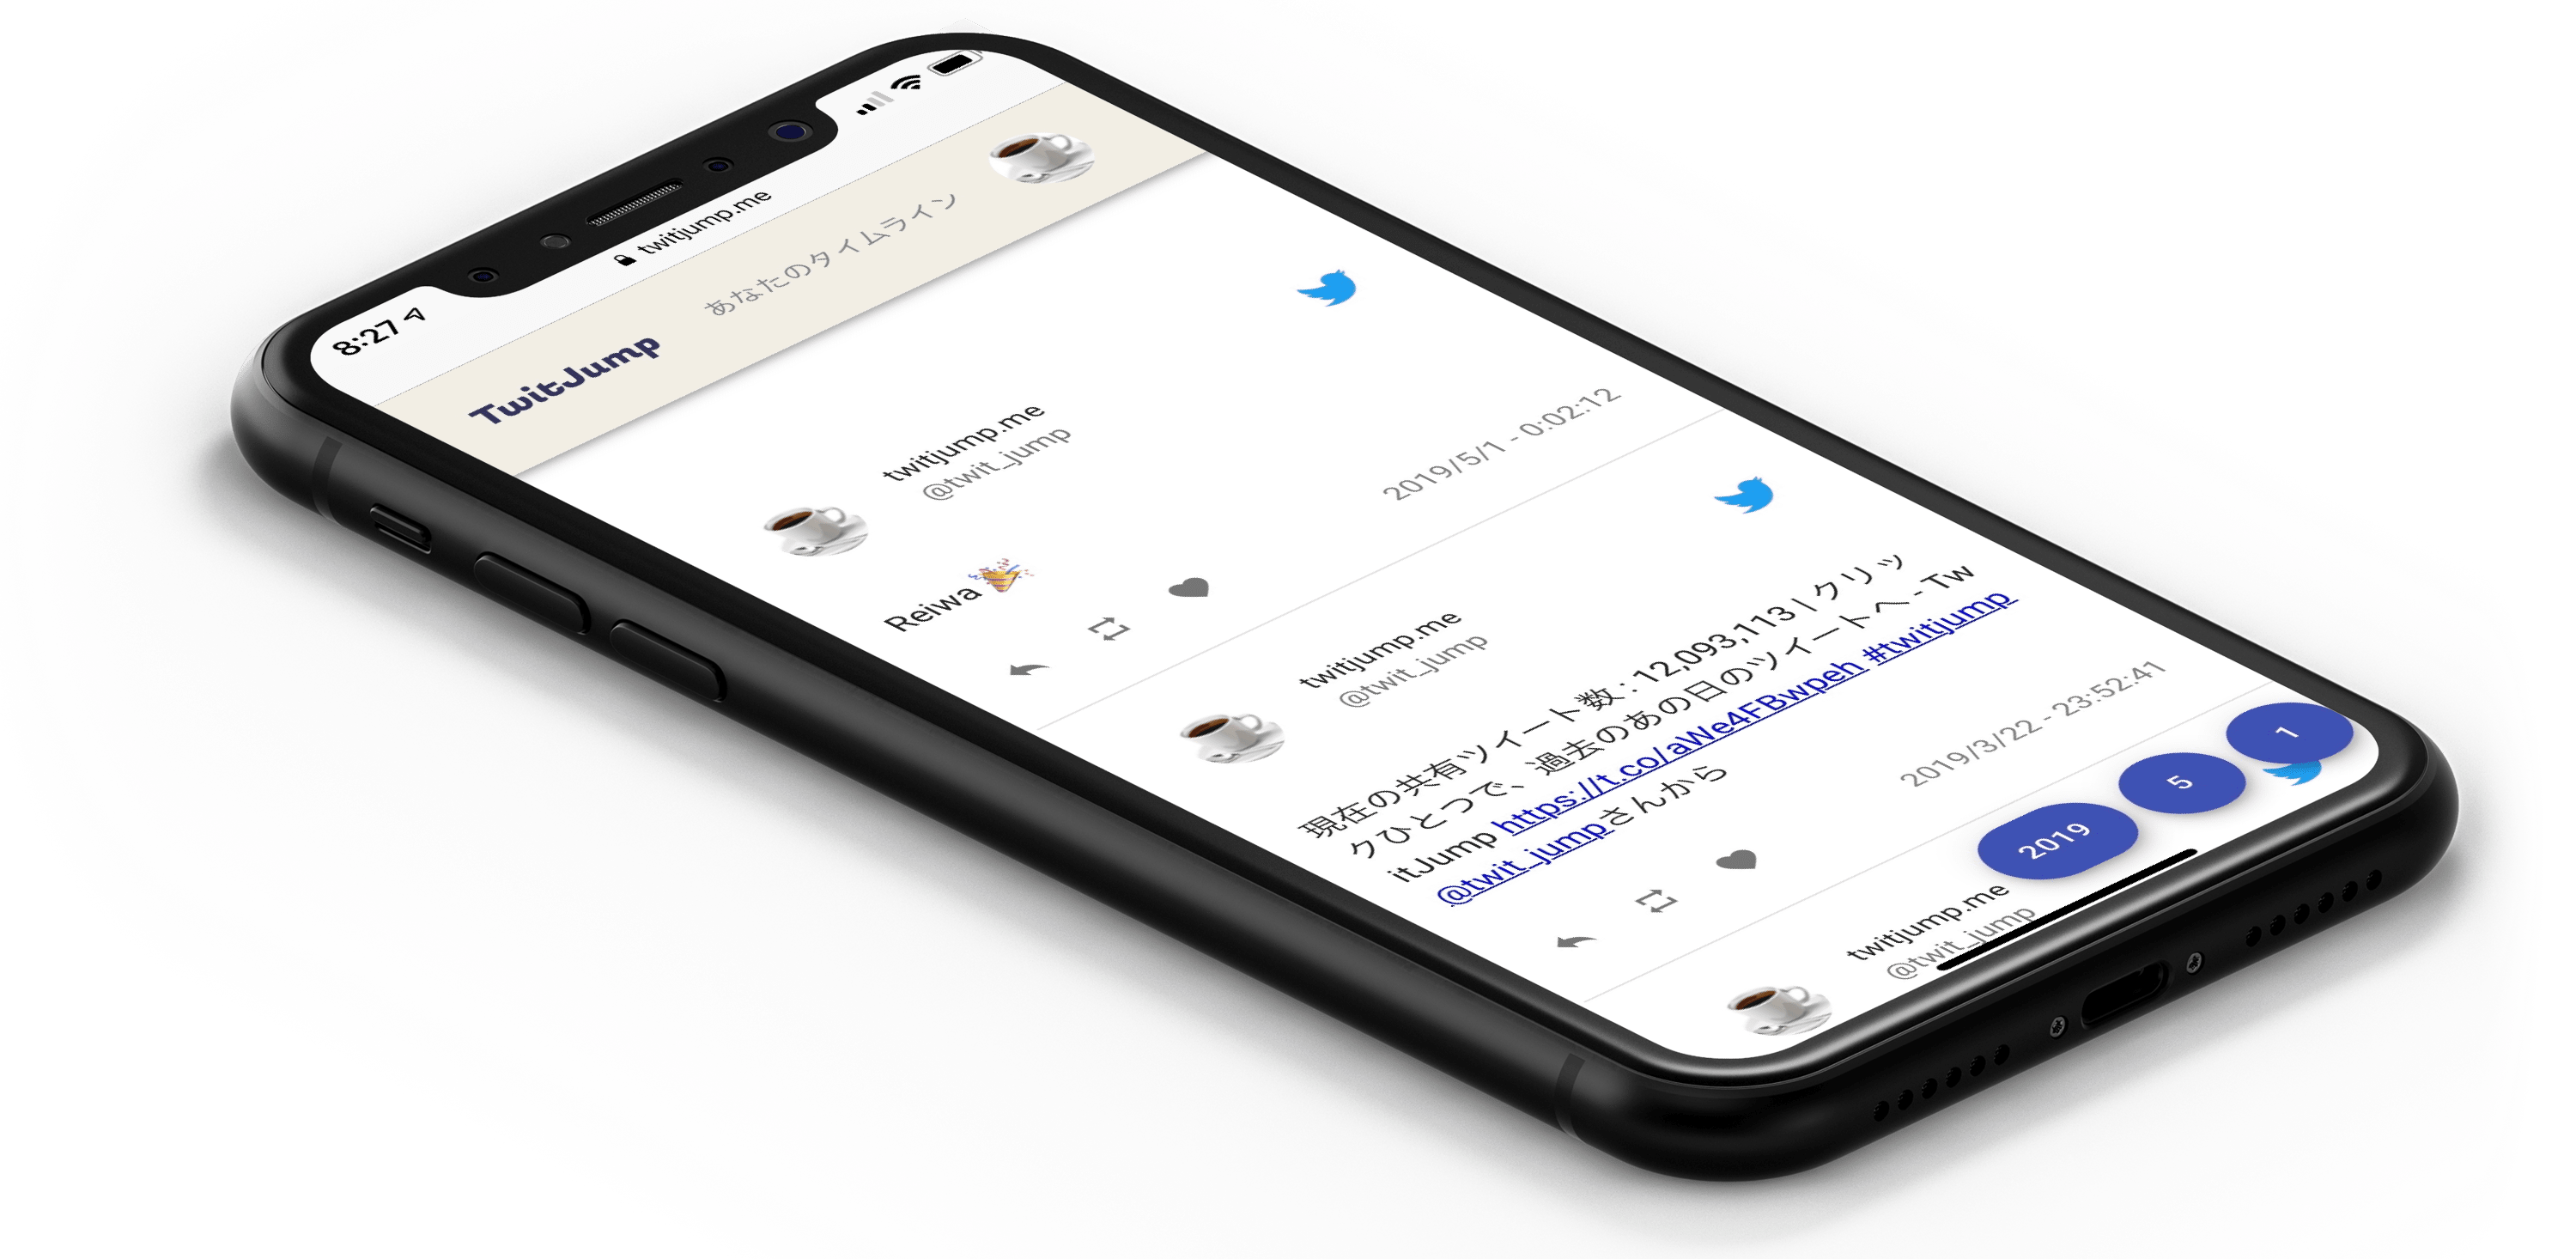 8:27
twitjump.me
TwitJump
あなたのタイムライン
twitjump.me
@twit_jump
Reiwa 🎉
2019/5/1 - 0:02:12
twitjump.me
@twit_jump
現在の共有ツイート数 : 12,093,113 | クリッ
クひとつで、過去のあの日のツイートへ - Tw
itJump https://t.co/aWe4FBwpeh #twitjump
@twit_jumpさんから
2019/3/22 - 23:52:41
twitjump.me
@twit_jump
2019
5
1